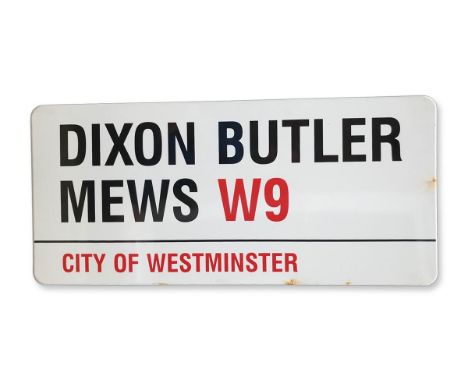 DIXON BUTLER
MEWS W9
CITY OF WESTMINSTER